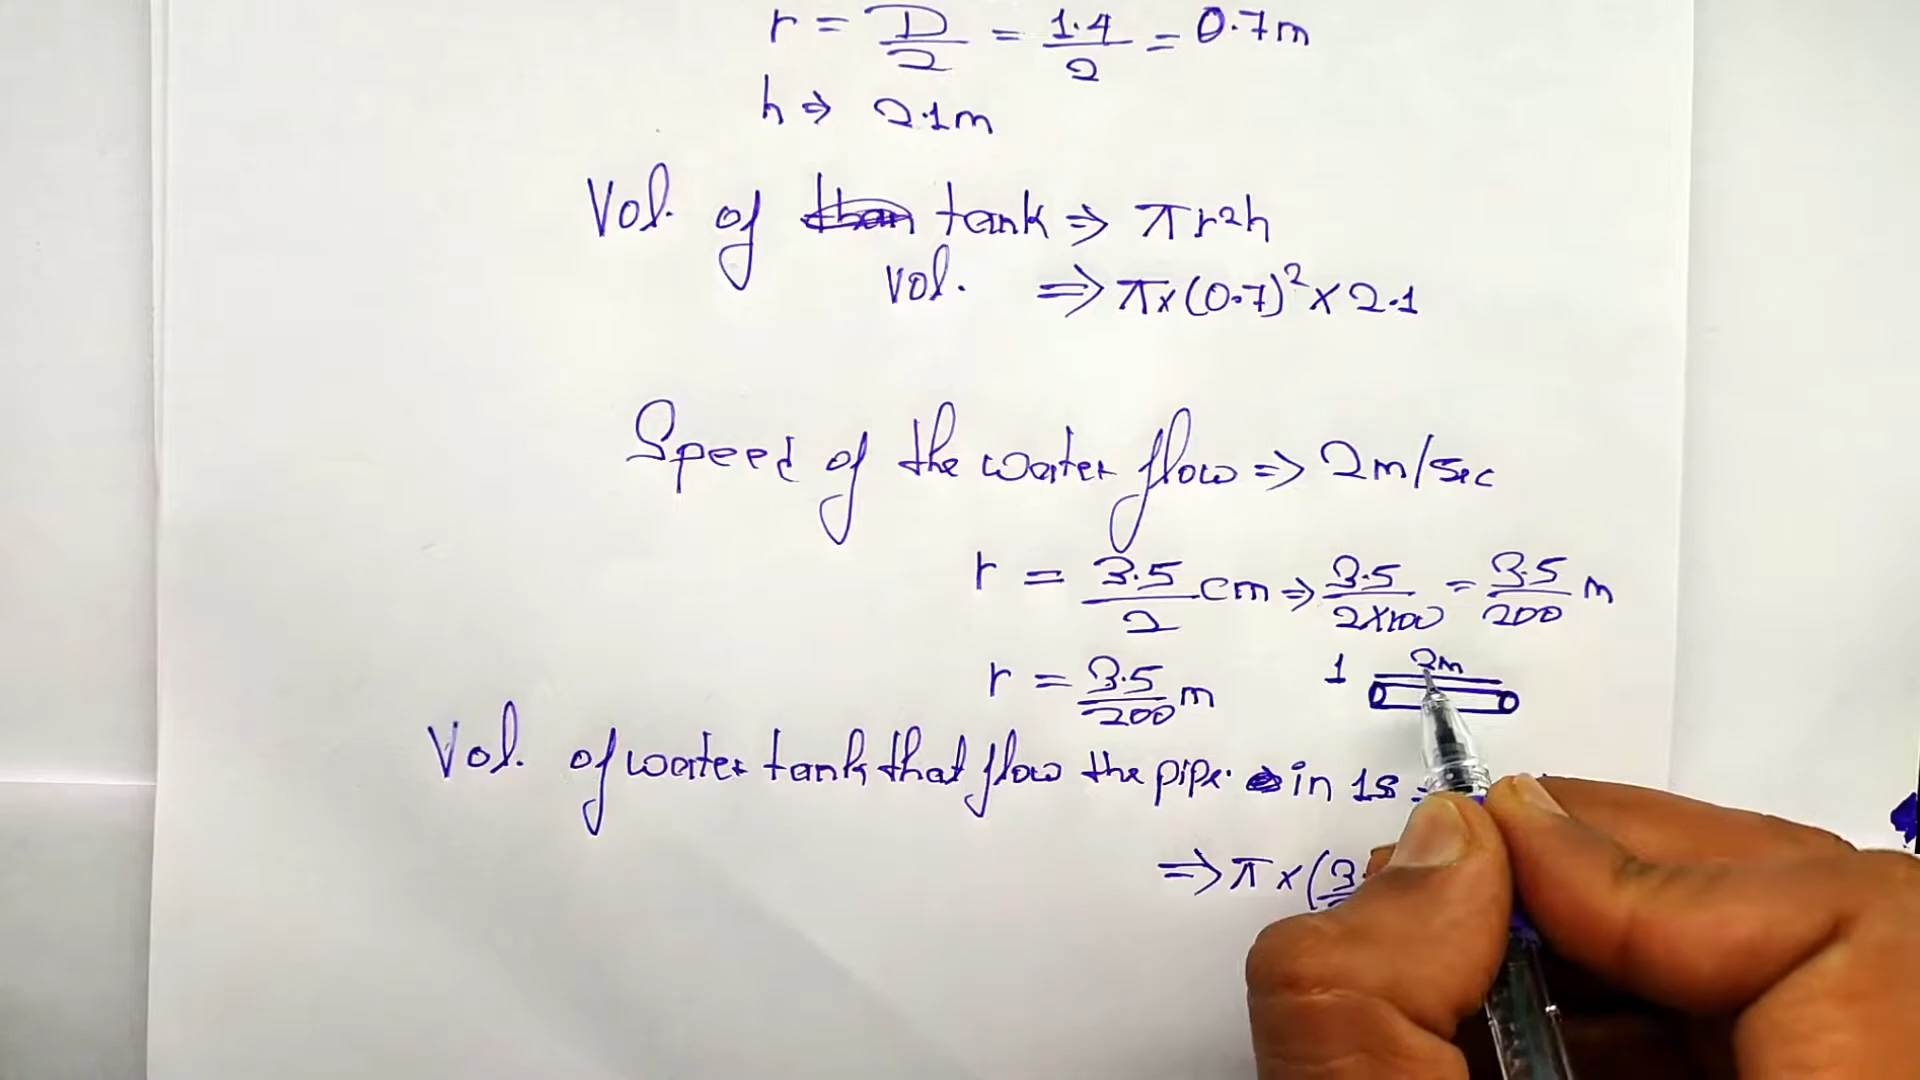 r = D/2 = 1.4/2 = 0.7m
h ⇒ 2.1m
Vol. of tank ⇒ πr²h
vol. ⇒ π×(0.7)²×2.1
Speed of the water flow ⇒ 2m/sec
r = 3.5/2 cm ⇒ 3.5/2×100 = 3.5/200 m
r = 3.5/200 m 1 2m
Vol. of water tank that flow the pipe in 1s
⇒ π×(3.